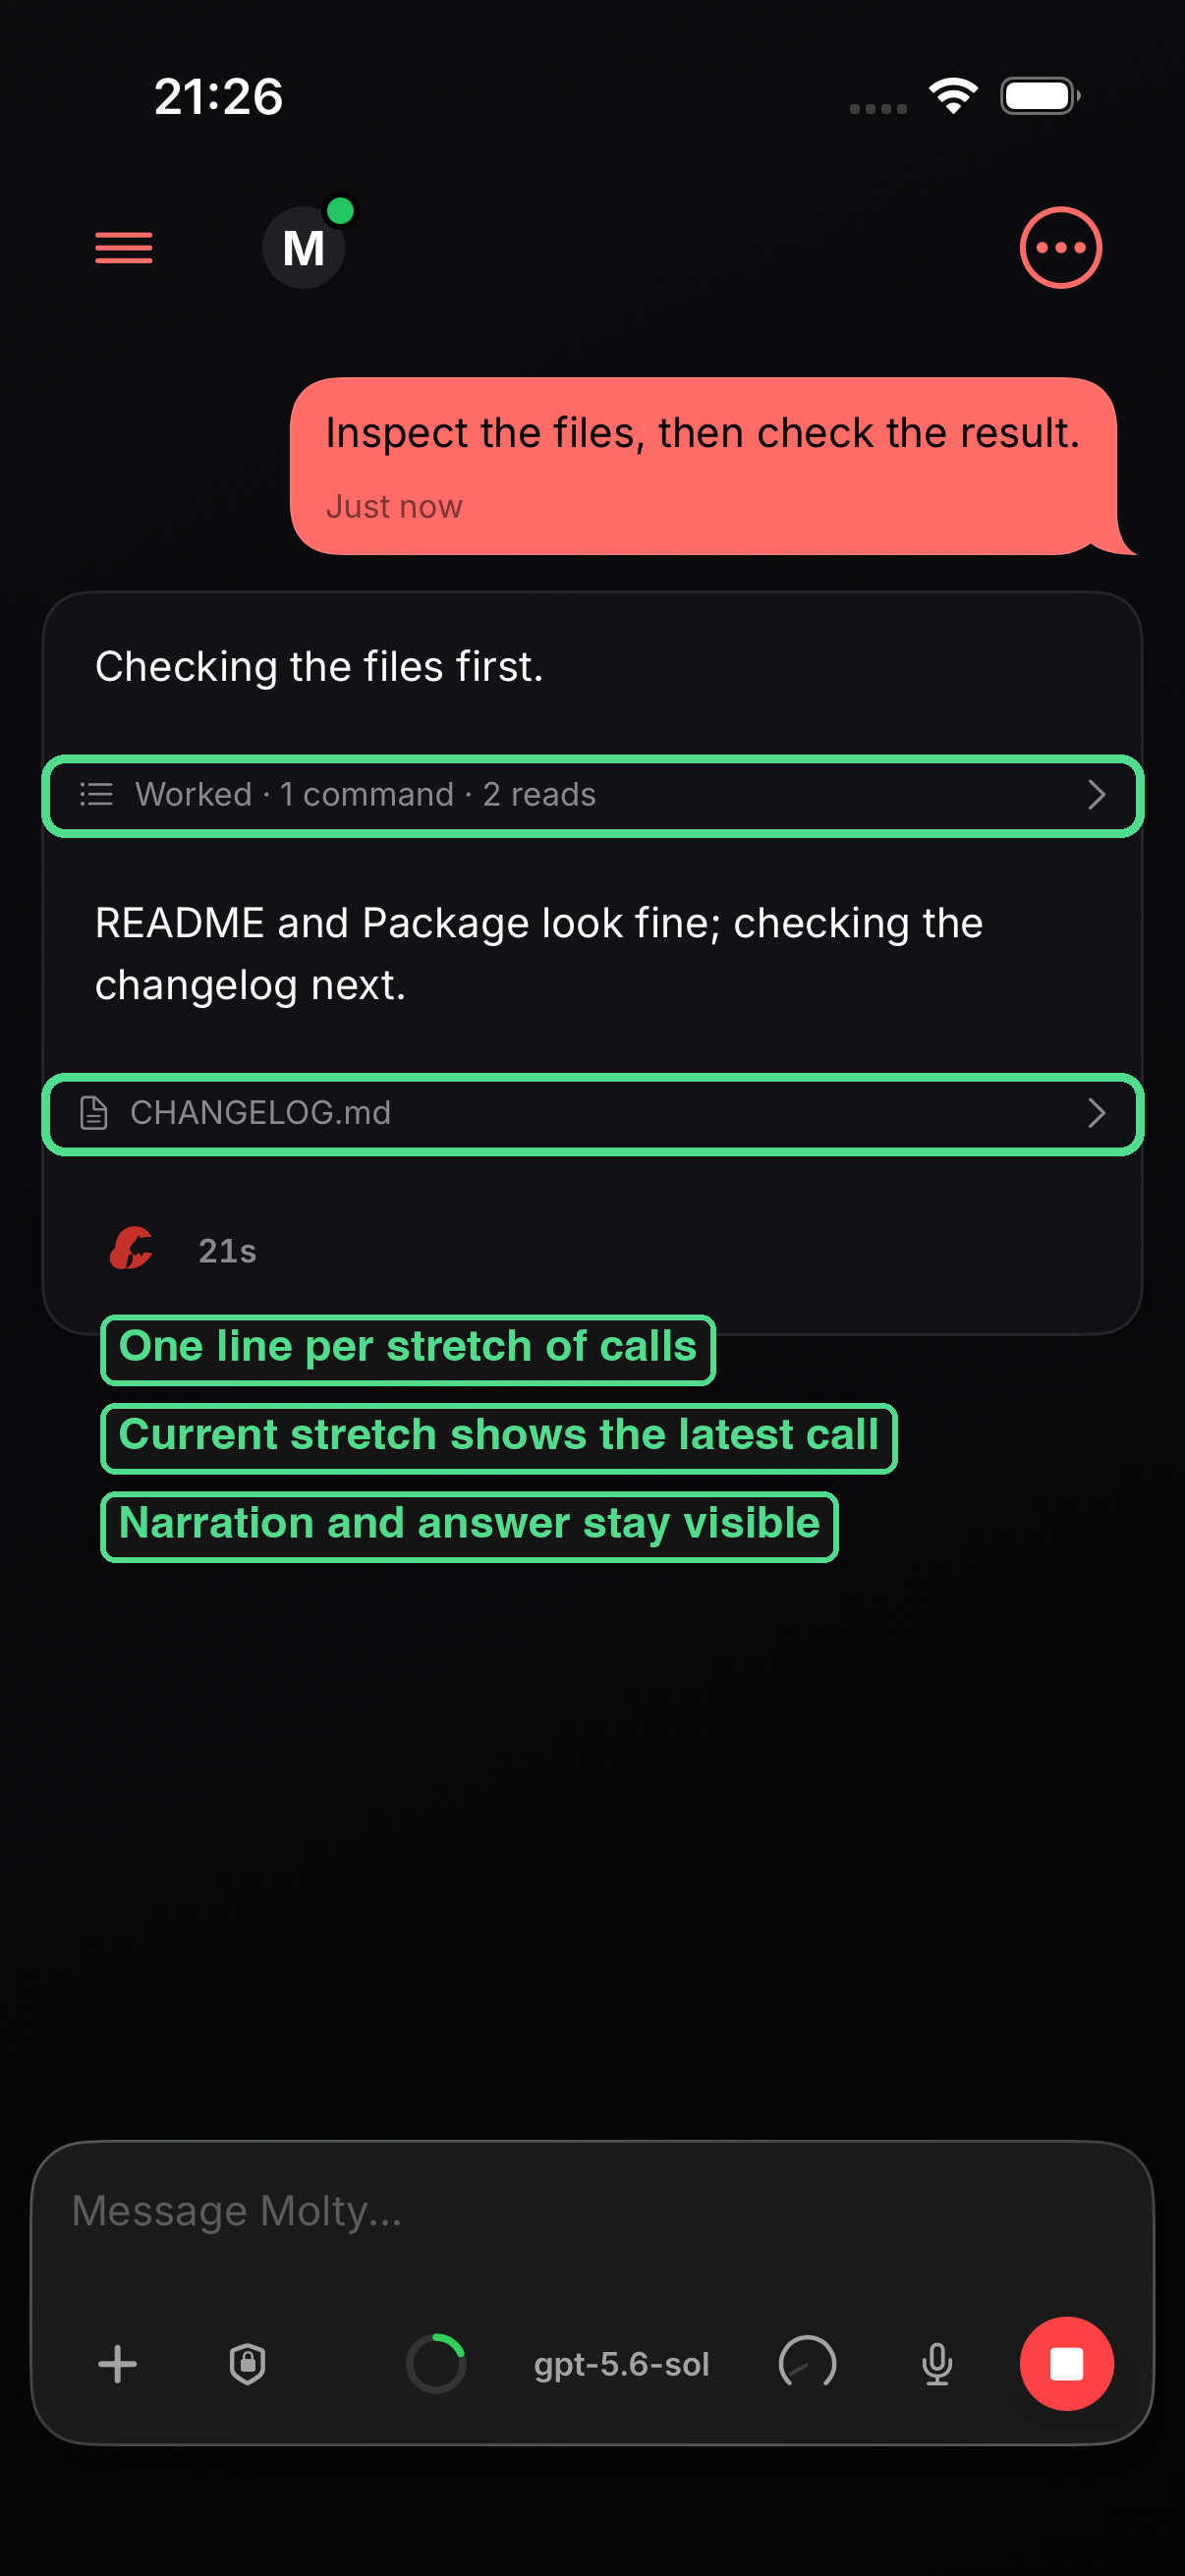 21:26
M
Inspect the files, then check the result.
Just now
Checking the files first.
Worked · 1 command · 2 reads
README and Package look fine; checking the
changelog next.
CHANGELOG.md
21s
One line per stretch of calls
Current stretch shows the latest call
Narration and answer stay visible
Message Molty...
gpt-5.6-sol